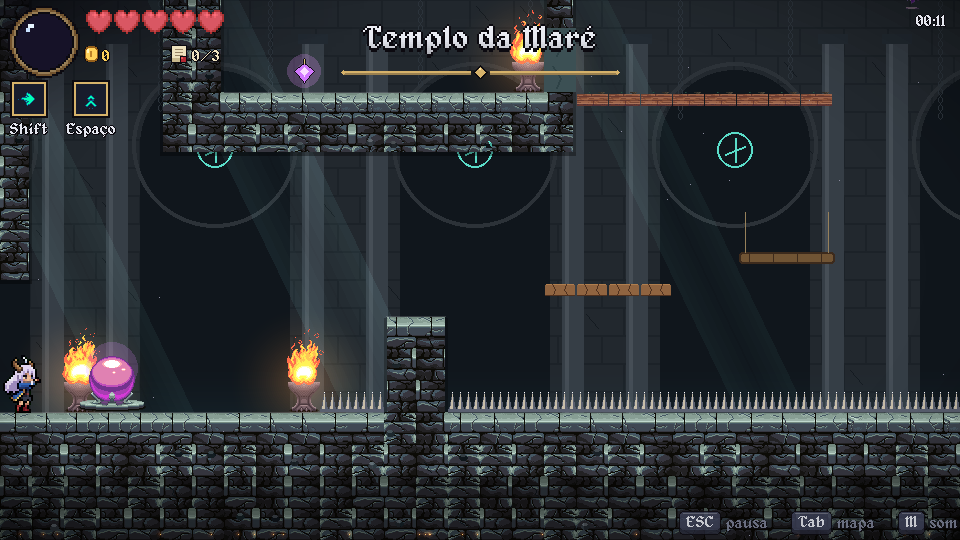 00:11
Templo da Maré
0
0/3
Shift
Espaço
ESC pausa
Tab mapa
M som